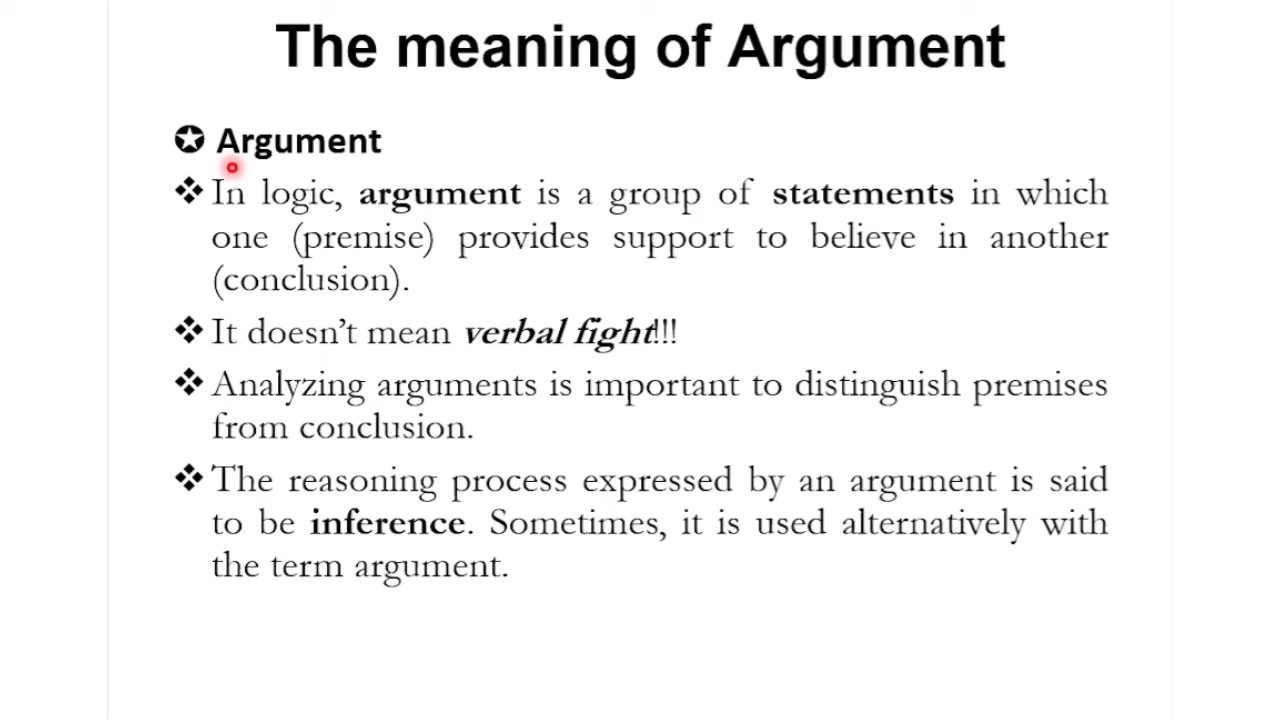 The meaning of Argument
✪ Argument
❖ In logic, argument is a group of statements in which
one (premise) provides support to believe in another
(conclusion).
❖ It doesn’t mean verbal fight!!!
❖ Analyzing arguments is important to distinguish premises
from conclusion.
❖ The reasoning process expressed by an argument is said
to be inference. Sometimes, it is used alternatively with
the term argument.